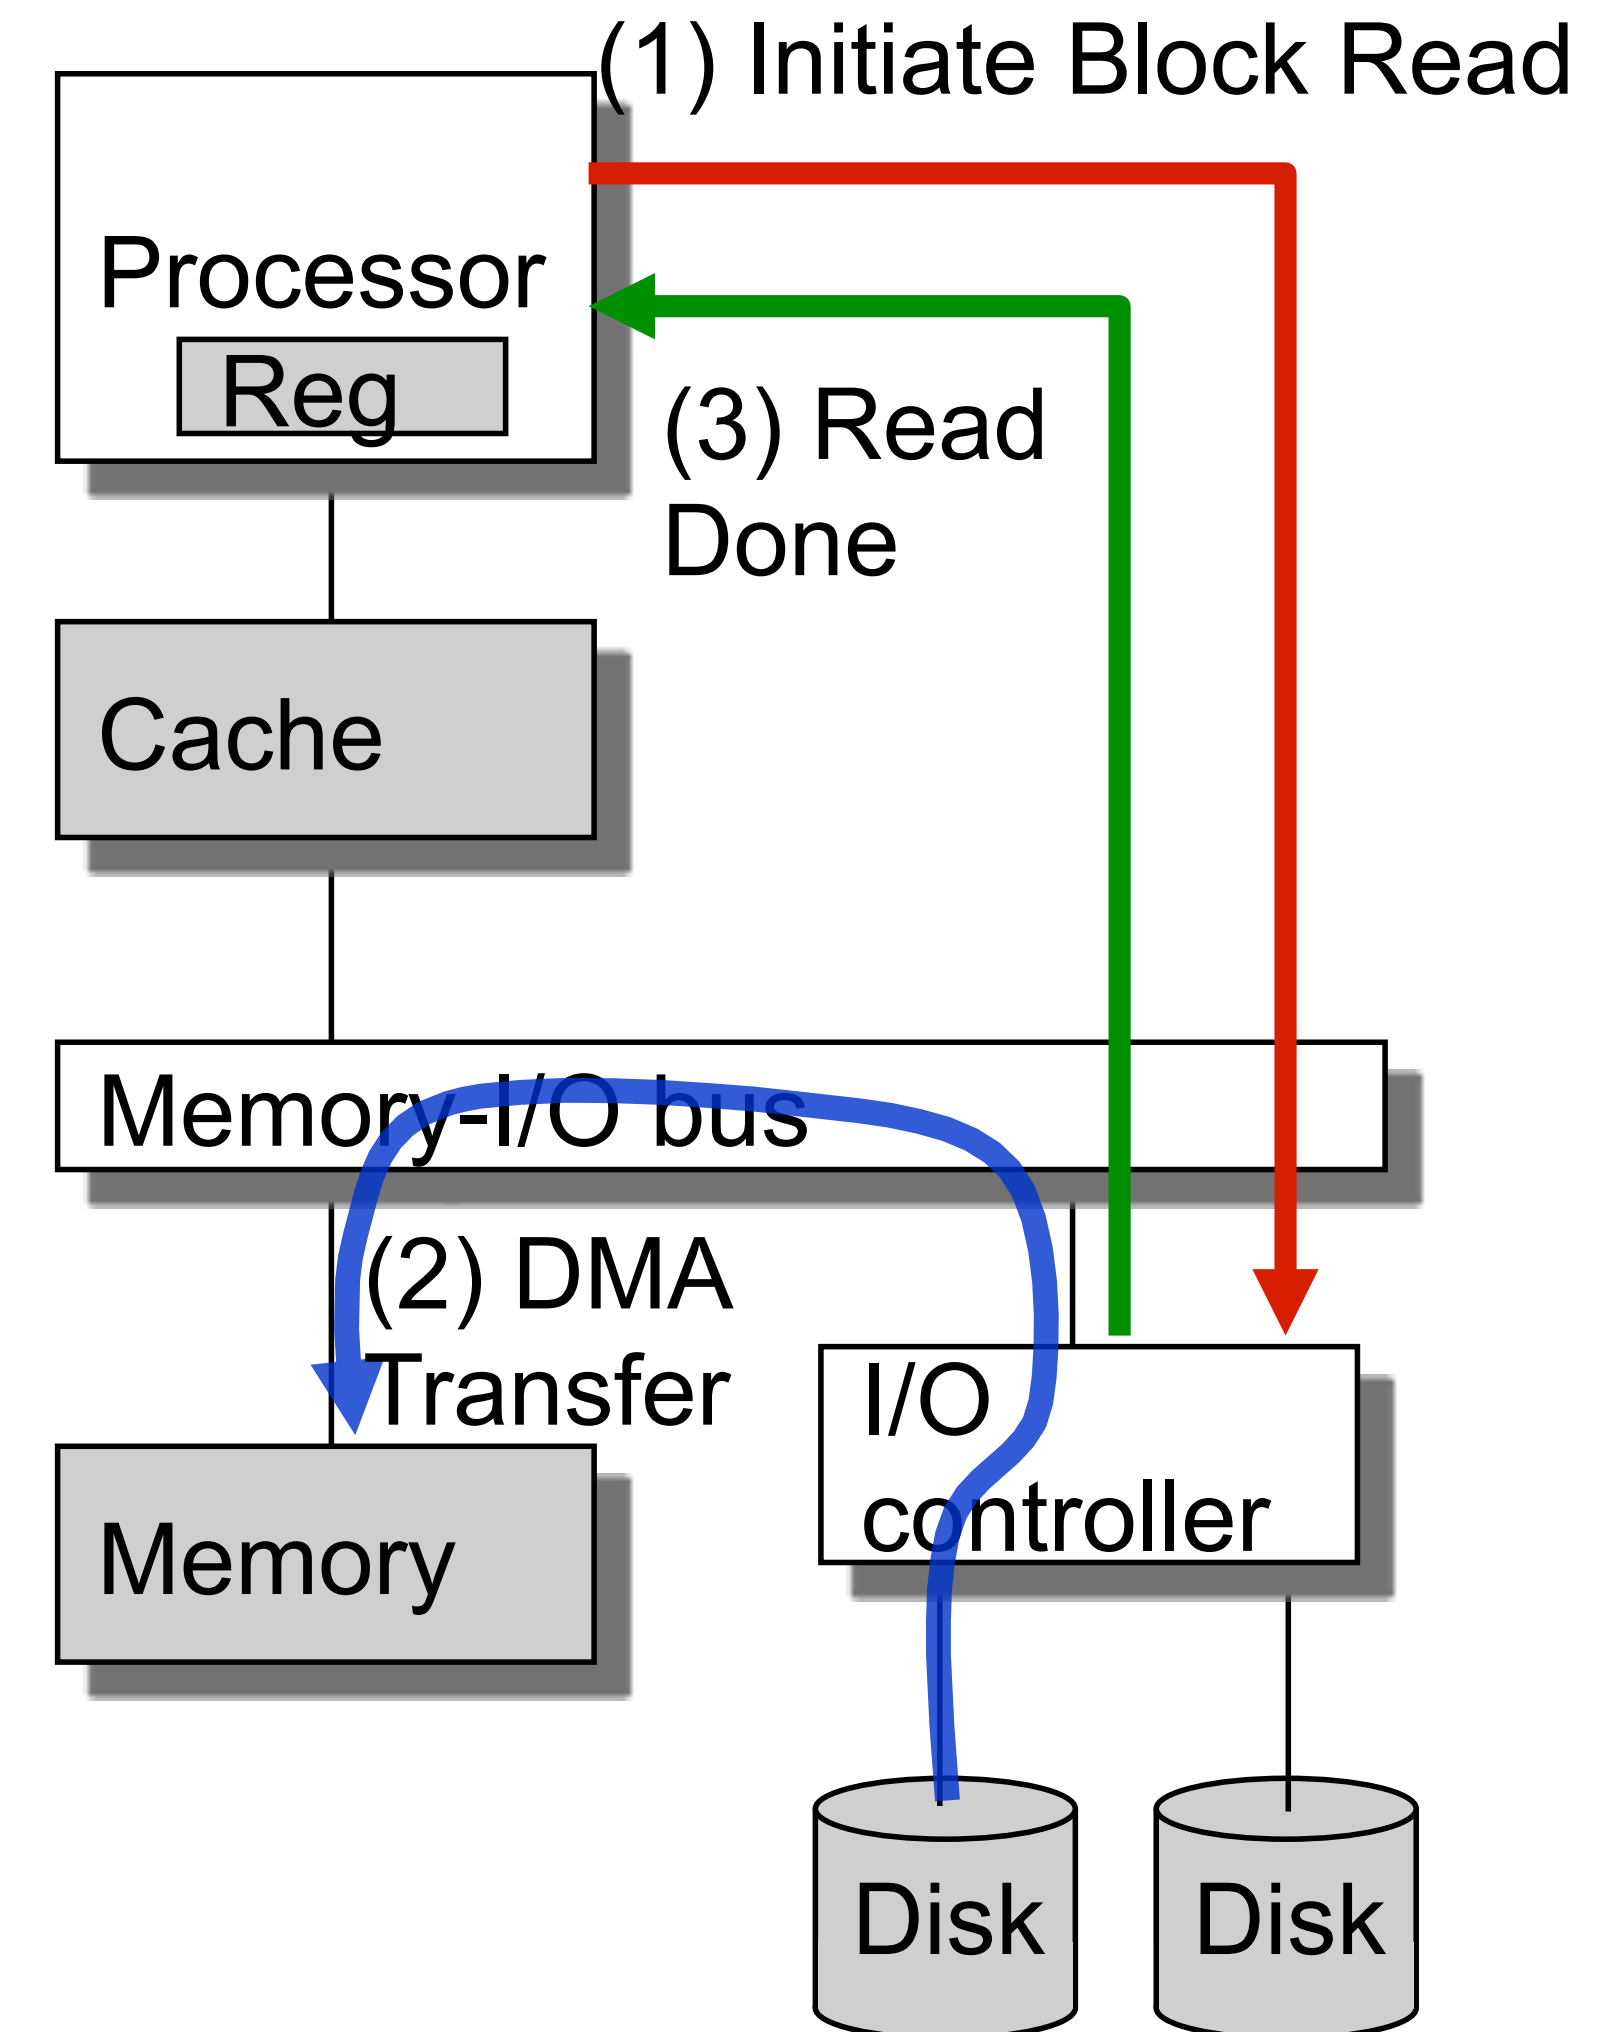 (1) Initiate Block Read
Processor
Reg
(3) Read
Done
Cache
Memory-I/O bus
(2) DMA
Transfer
I/O
controller
Memory
Disk
Disk